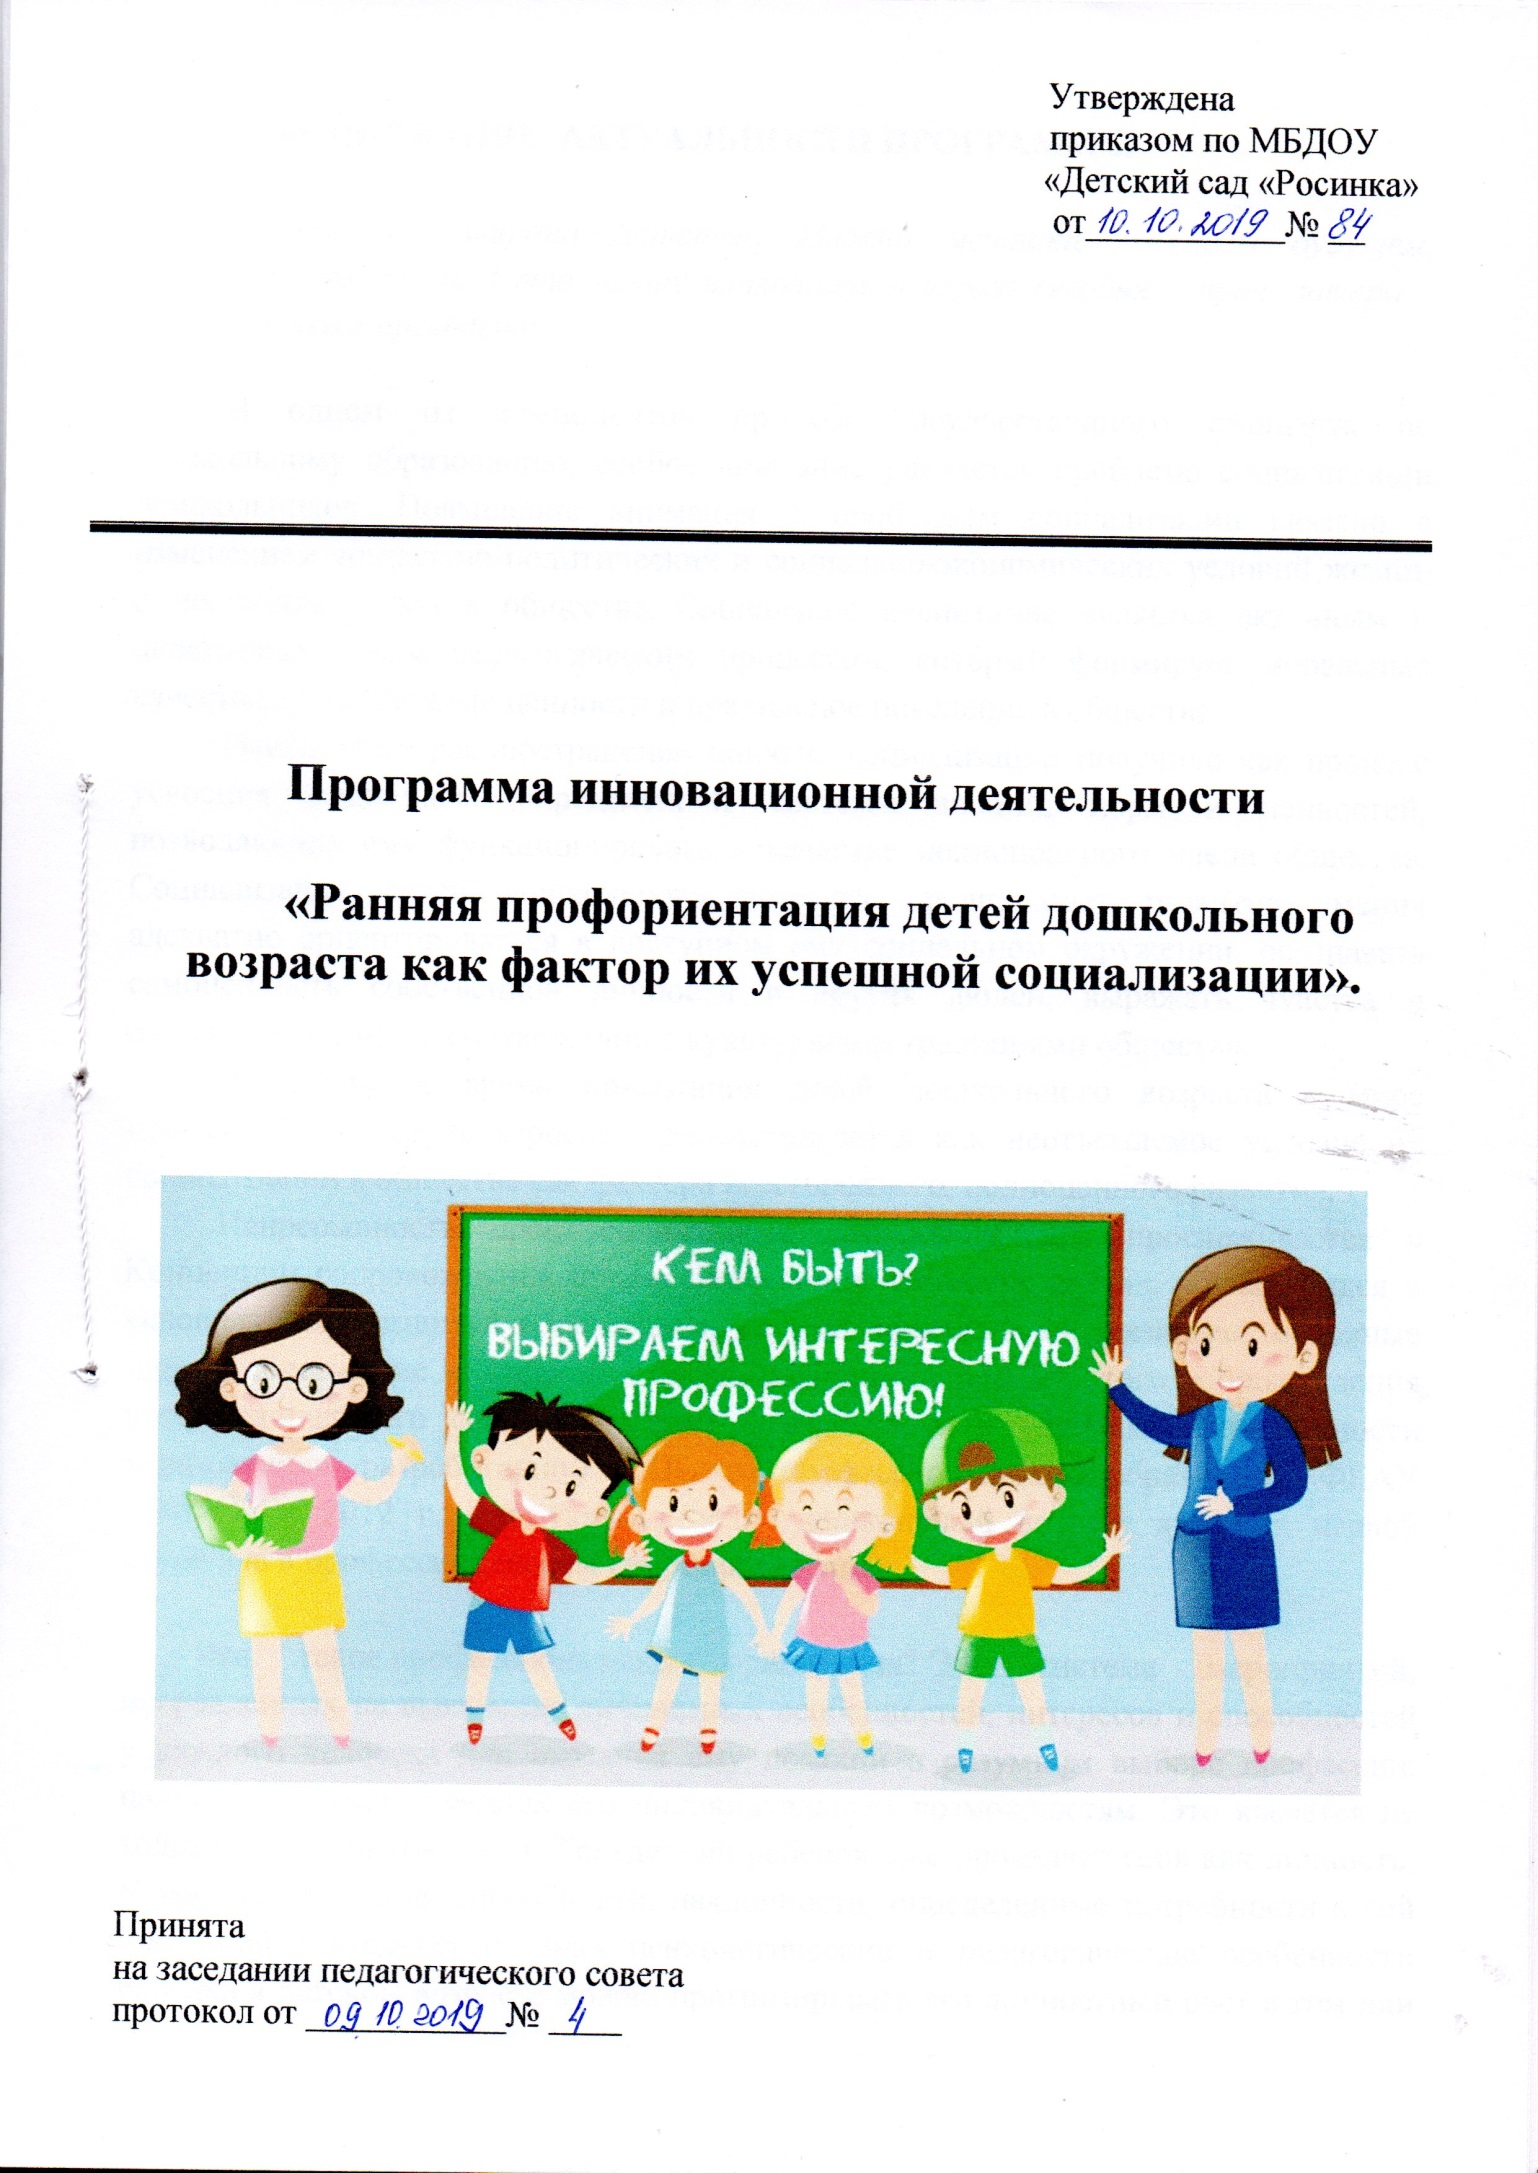 Утверждена
приказом по МБДОУ
«Детский сад «Росинка»
от 10.10.2019 № 84
Программа инновационной деятельности
«Ранняя профориентация детей дошкольного
возраста как фактор их успешной социализации».
КЕМ БЫТЬ?
ВЫБИРАЕМ ИНТЕРЕСНУЮ
ПРОФЕССИЮ!
Принята
на заседании педагогического совета
протокол от 09.10.2019 № 4